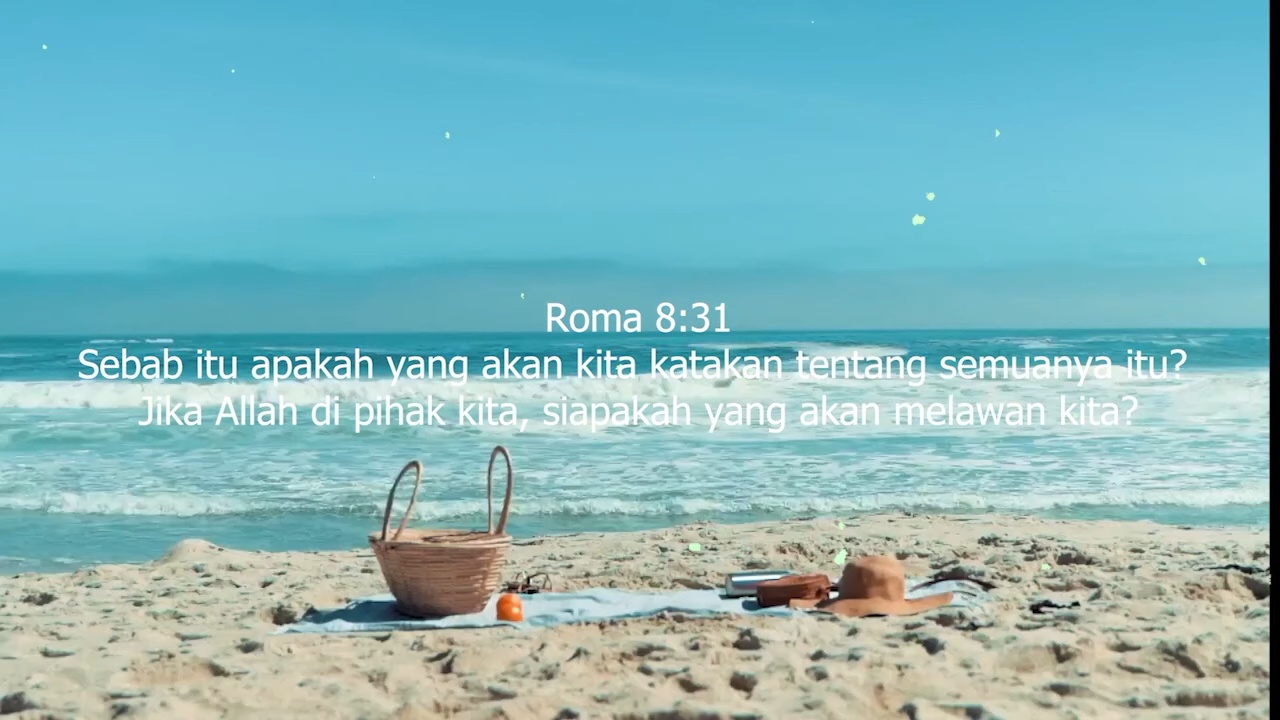 Roma 8:31
Sebab itu apakah yang akan kita katakan tentang semuanya itu?
Jika Allah di pihak kita, siapakah yang akan melawan kita?